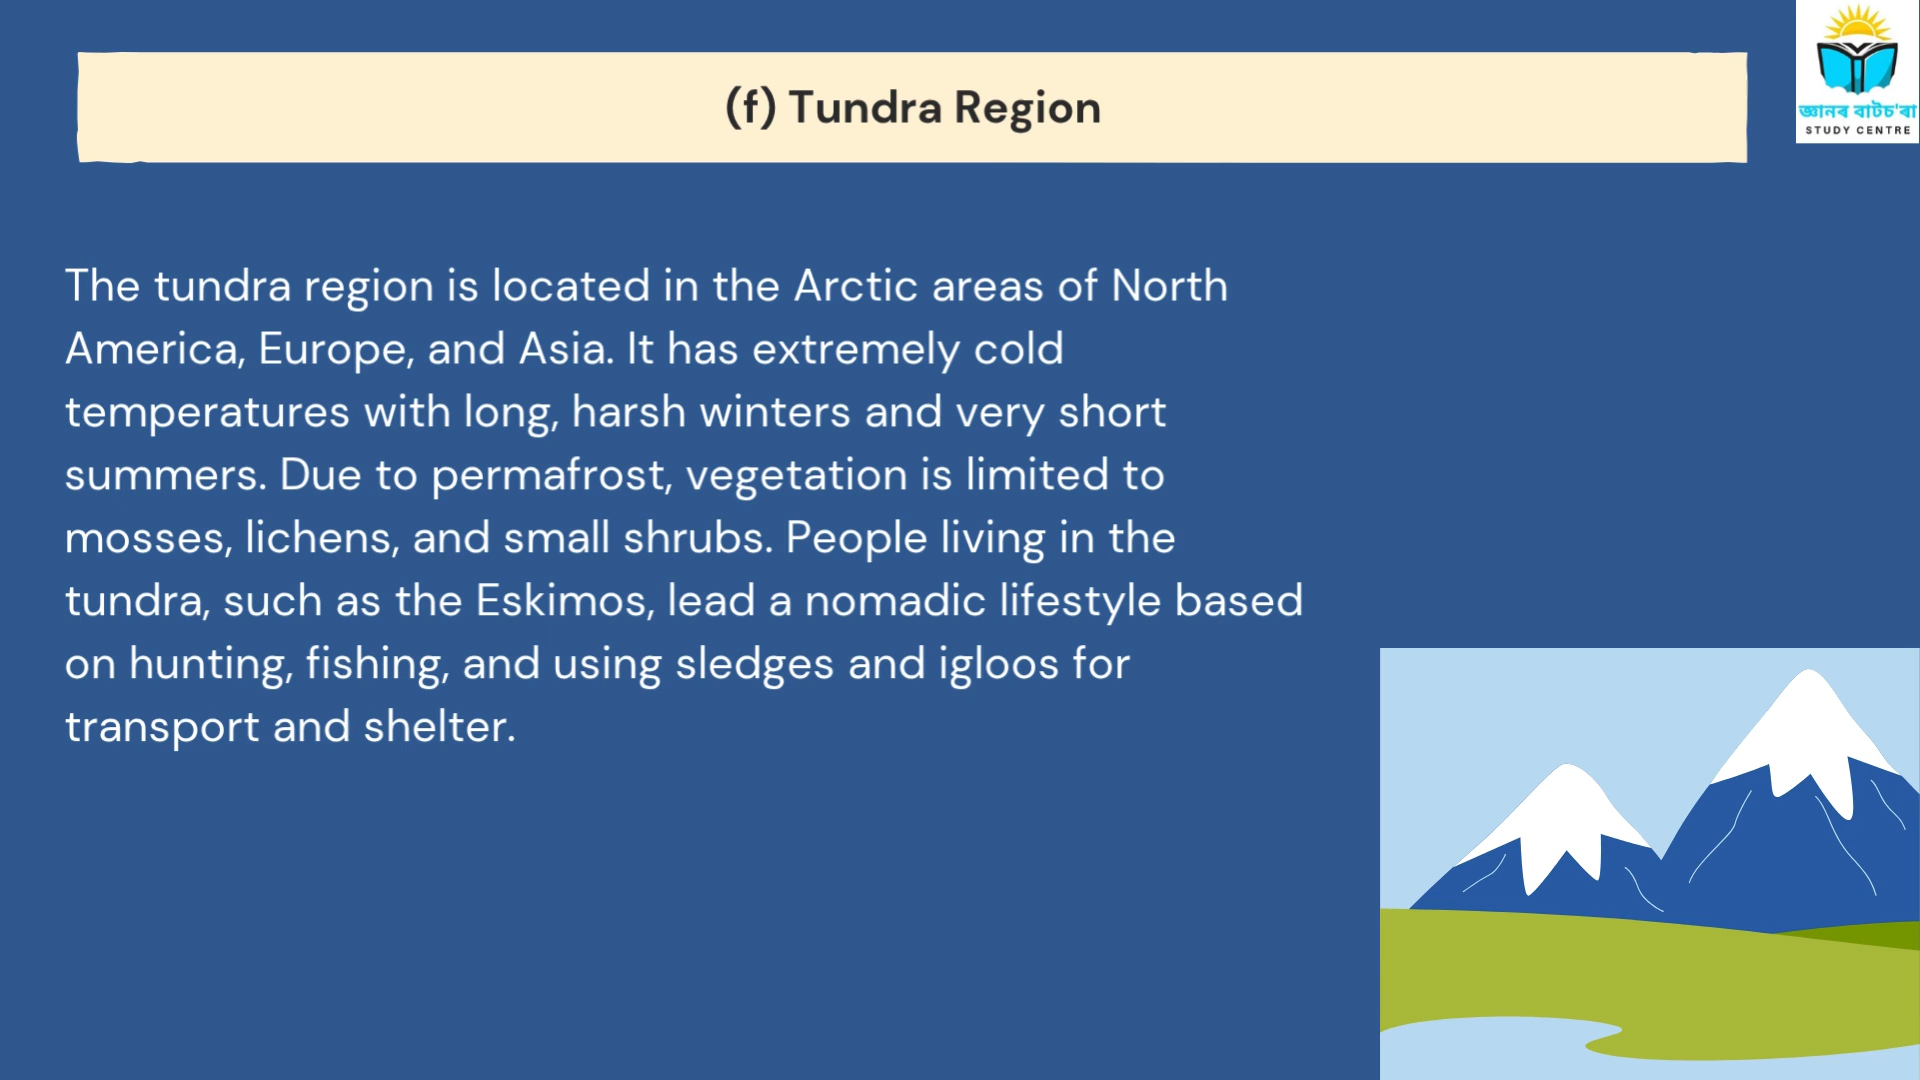 (f) Tundra Region
জ্ঞানৰ বাটচ'ৰা
STUDY CENTRE
The tundra region is located in the Arctic areas of North
America, Europe, and Asia. It has extremely cold
temperatures with long, harsh winters and very short
summers. Due to permafrost, vegetation is limited to
mosses, lichens, and small shrubs. People living in the
tundra, such as the Eskimos, lead a nomadic lifestyle based
on hunting, fishing, and using sledges and igloos for
transport and shelter.